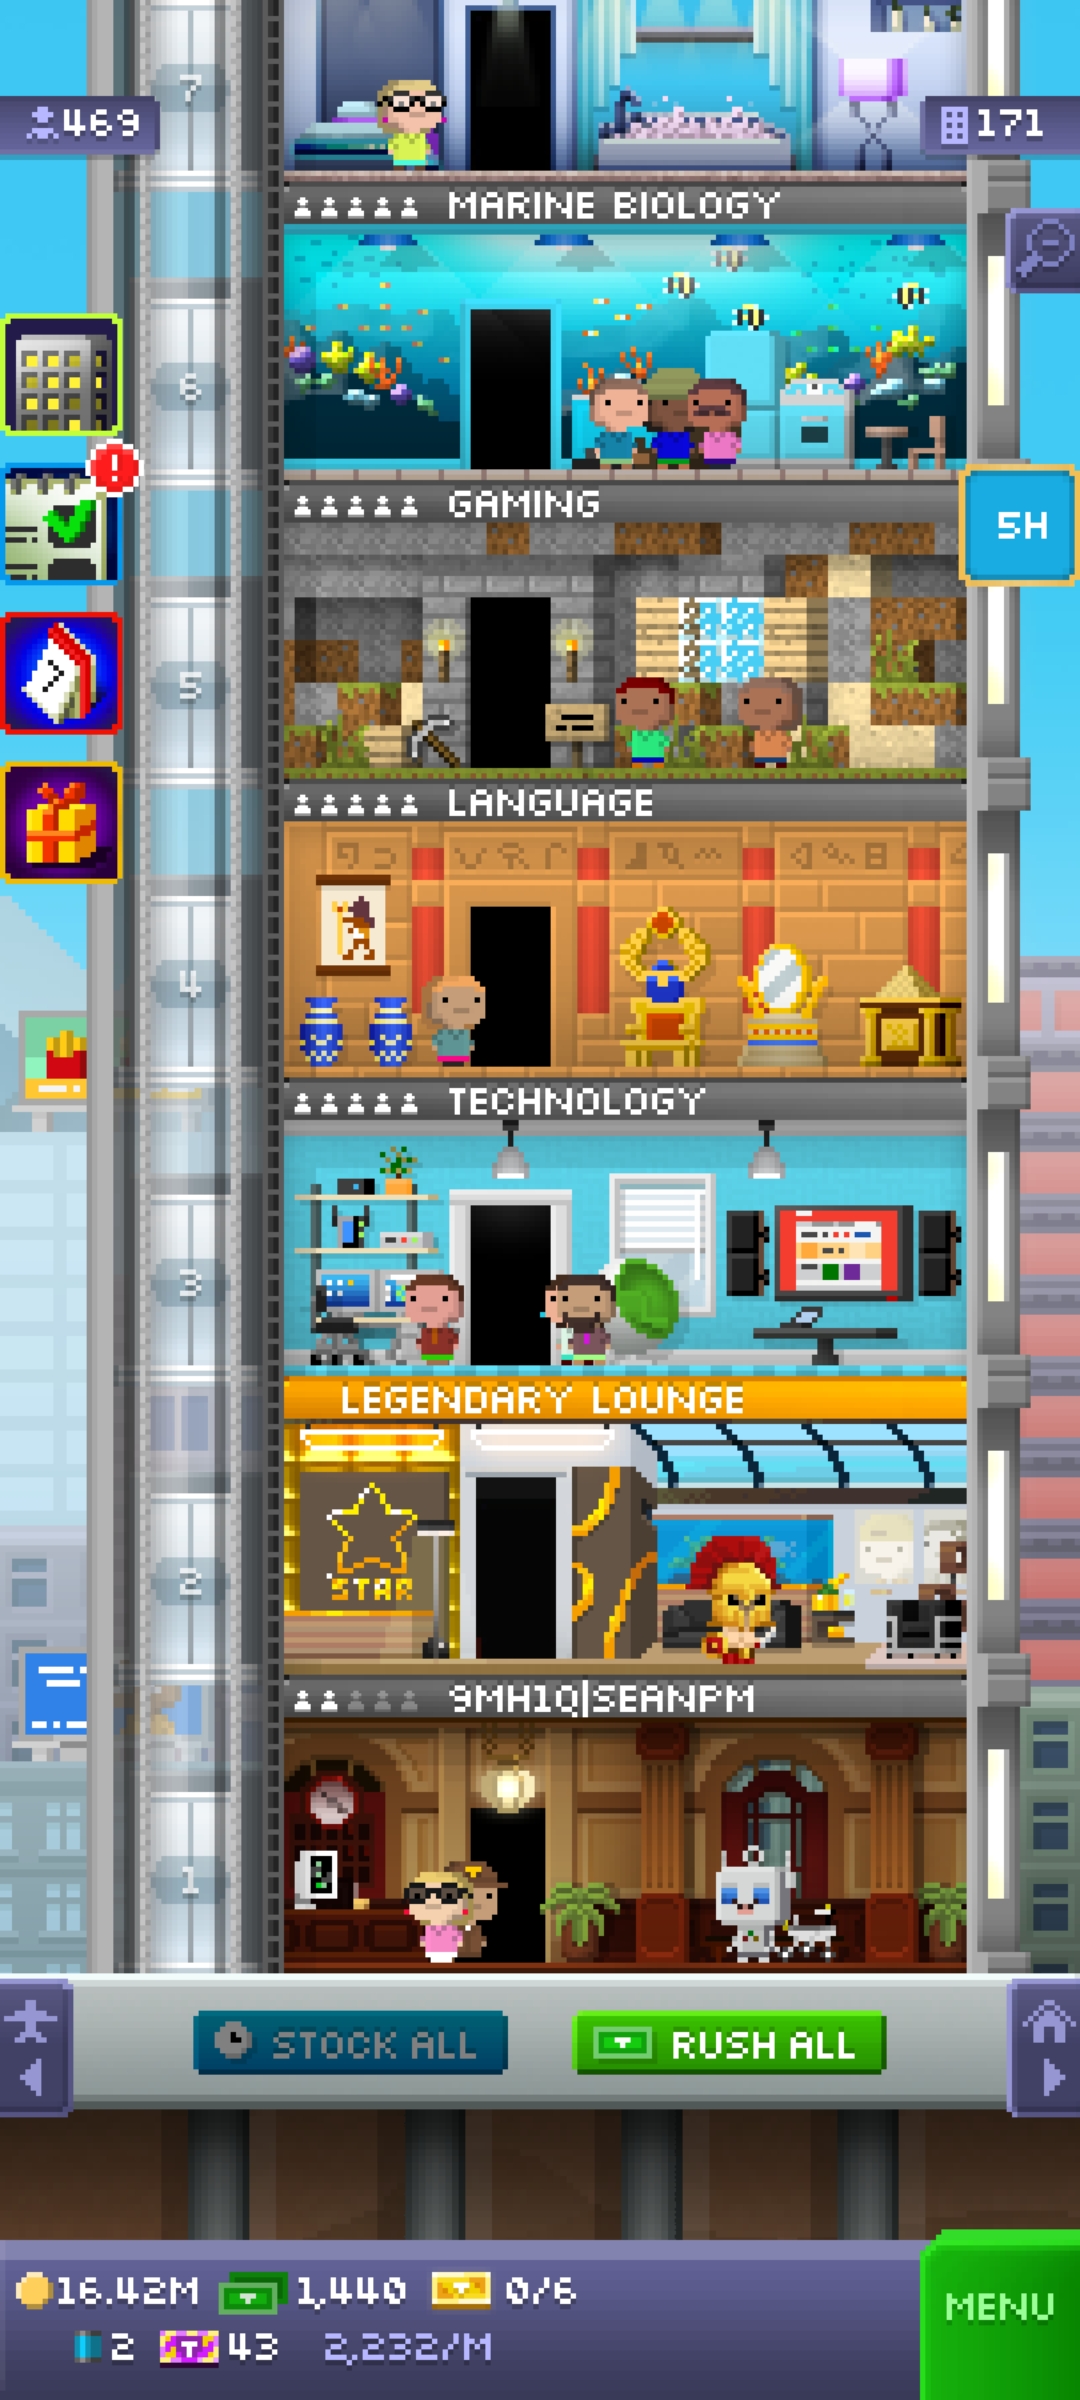 7
469
171
MARINE BIOLOGY
6
GAMING
5H
5
LANGUAGE
4
TECHNOLOGY
3
LEGENDARY LOUNGE
STAR
2
9MH1Q|SEANPM
1
STOCK ALL
RUSH ALL
16.42M 1,440 0/6
MENU
2 43 2,232/M